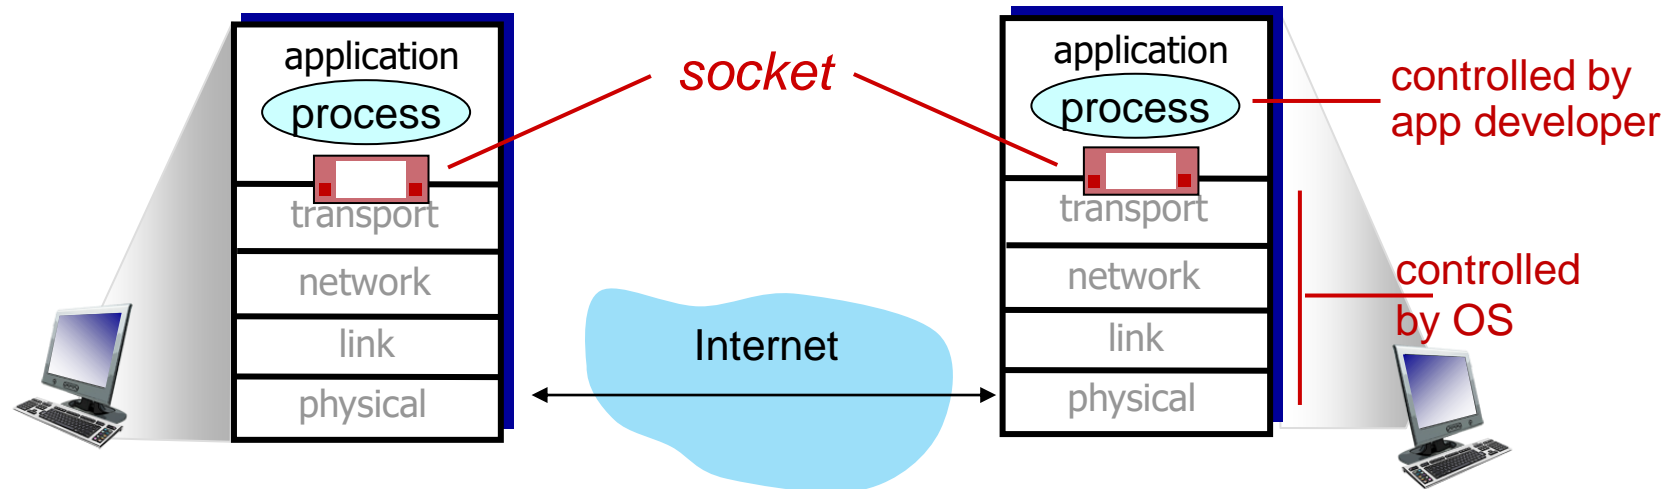 application
process
transport
network
link
physical
socket
Internet
application
process
transport
network
link
physical
controlled by
app developer
controlled
by OS